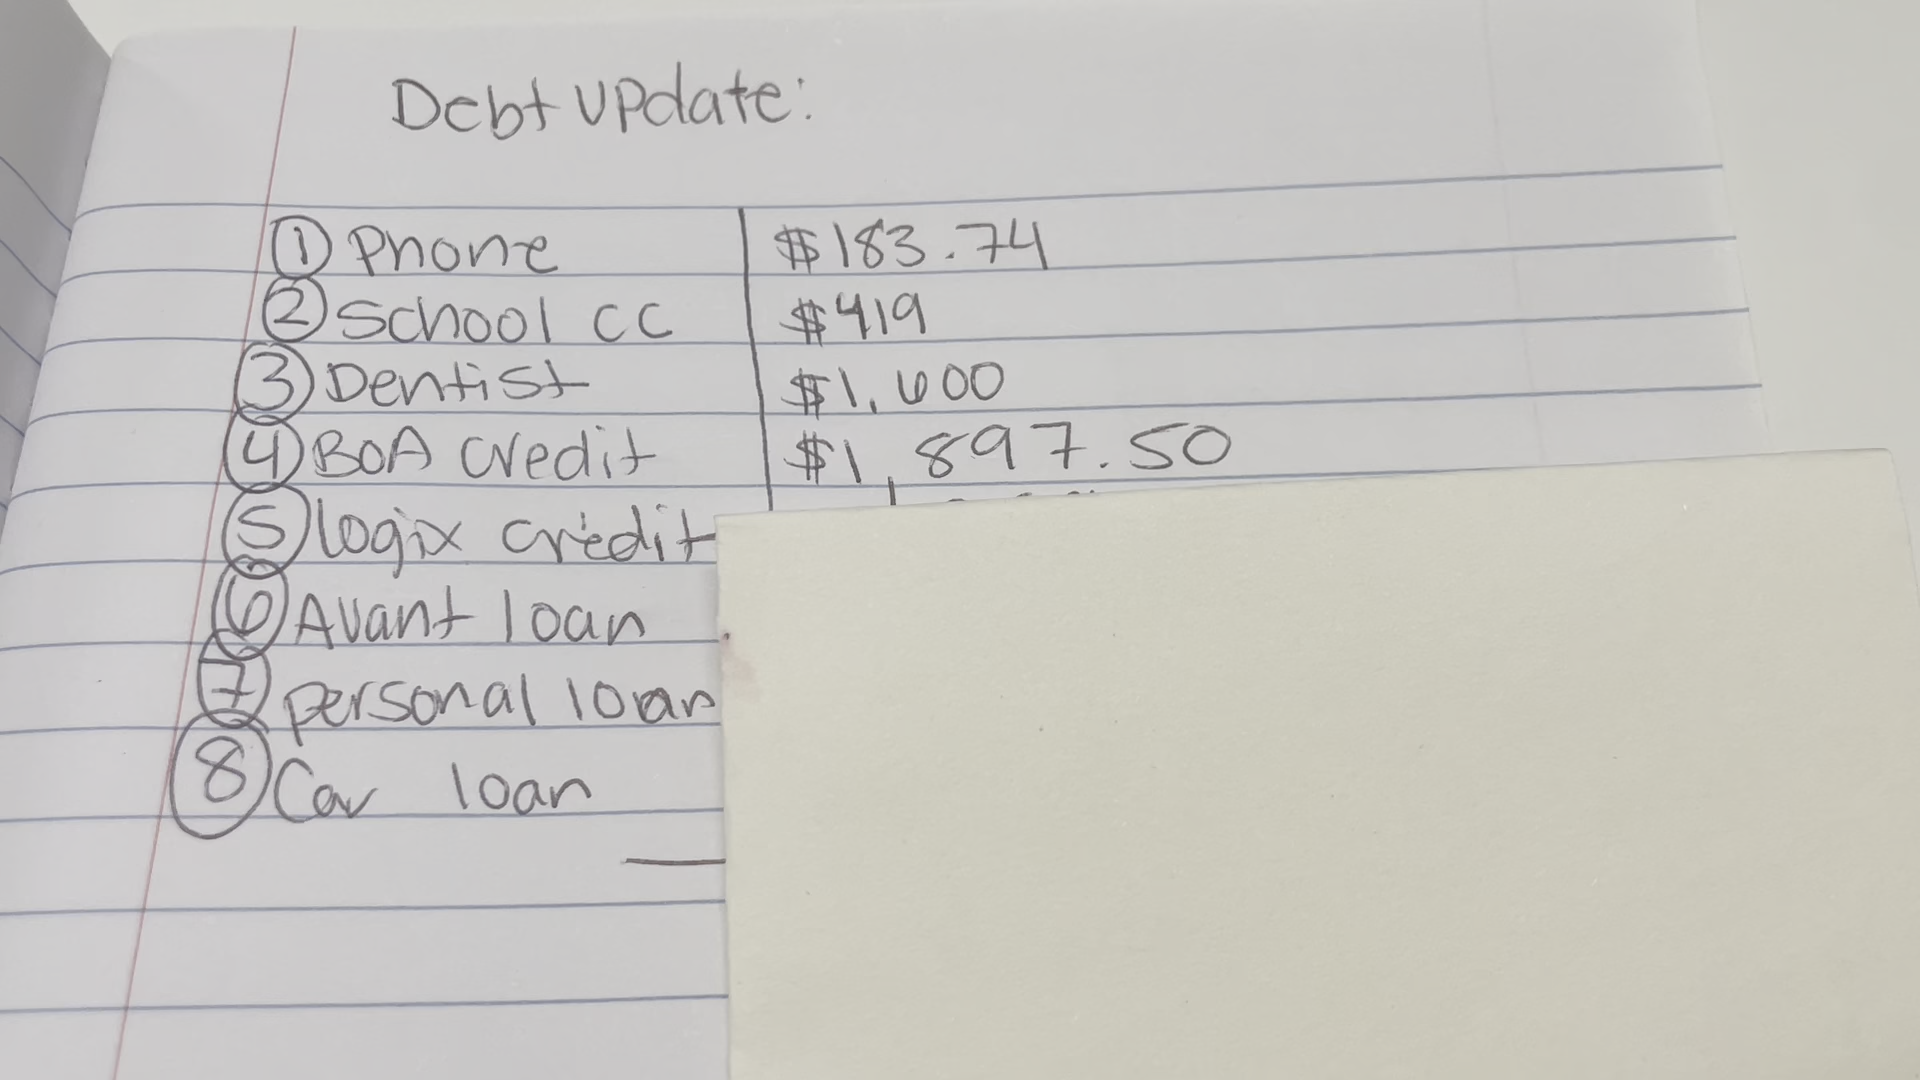 Debt update:
① Phone $183.74
② School cc $419
③ Dentist $1,600
④ BOA credit $1,897.50
⑤ logix credit
⑥ Avant loan
⑦ personal loan
⑧ Car loan